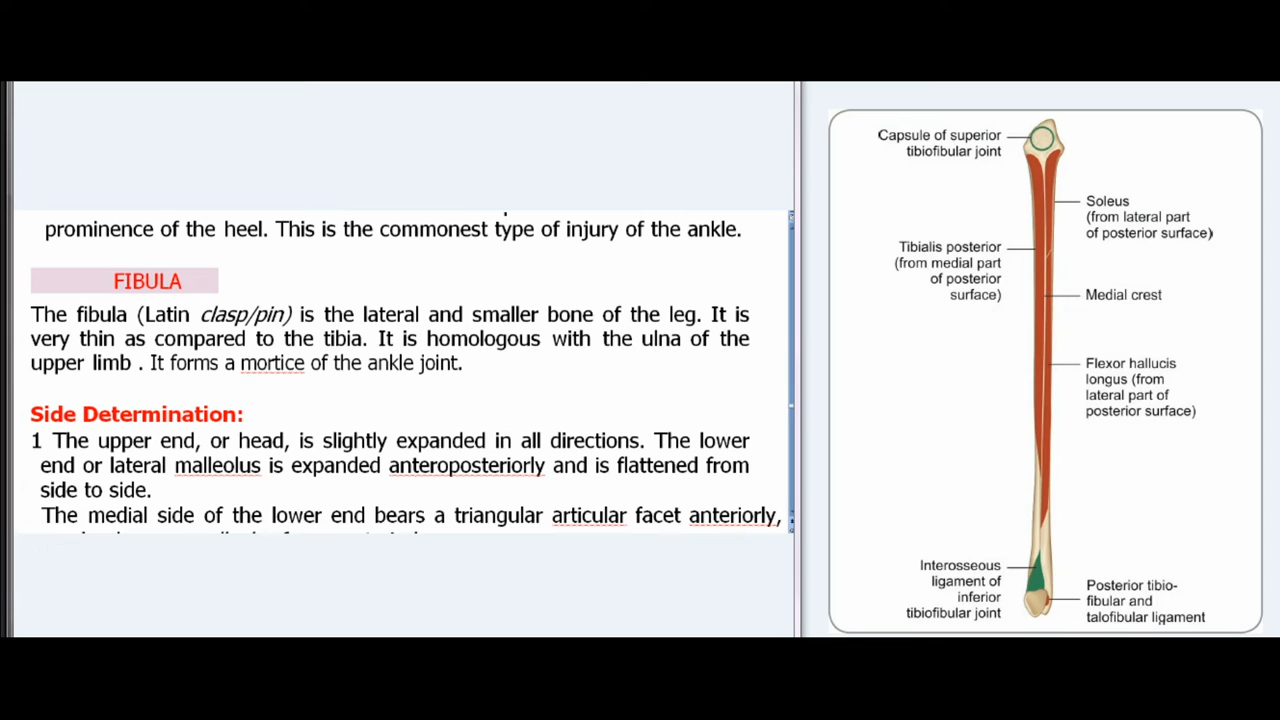 prominence of the heel. This is the commonest type of injury of the ankle.
FIBULA
The fibula (Latin clasp/pin) is the lateral and smaller bone of the leg. It is
very thin as compared to the tibia. It is homologous with the ulna of the
upper limb . It forms a mortice of the ankle joint.
Side Determination:
1 The upper end, or head, is slightly expanded in all directions. The lower
end or lateral malleolus is expanded anteroposteriorly and is flattened from
side to side.
The medial side of the lower end bears a triangular articular facet anteriorly,
Capsule of superior
tibiofibular joint
Soleus
(from lateral part
of posterior surface)
Tibialis posterior
(from medial part
of posterior
surface)
Medial crest
Flexor hallucis
longus (from
lateral part of
posterior surface)
Interosseous
ligament of
inferior
tibiofibular joint
Posterior tibio-
fibular and
talofibular ligament